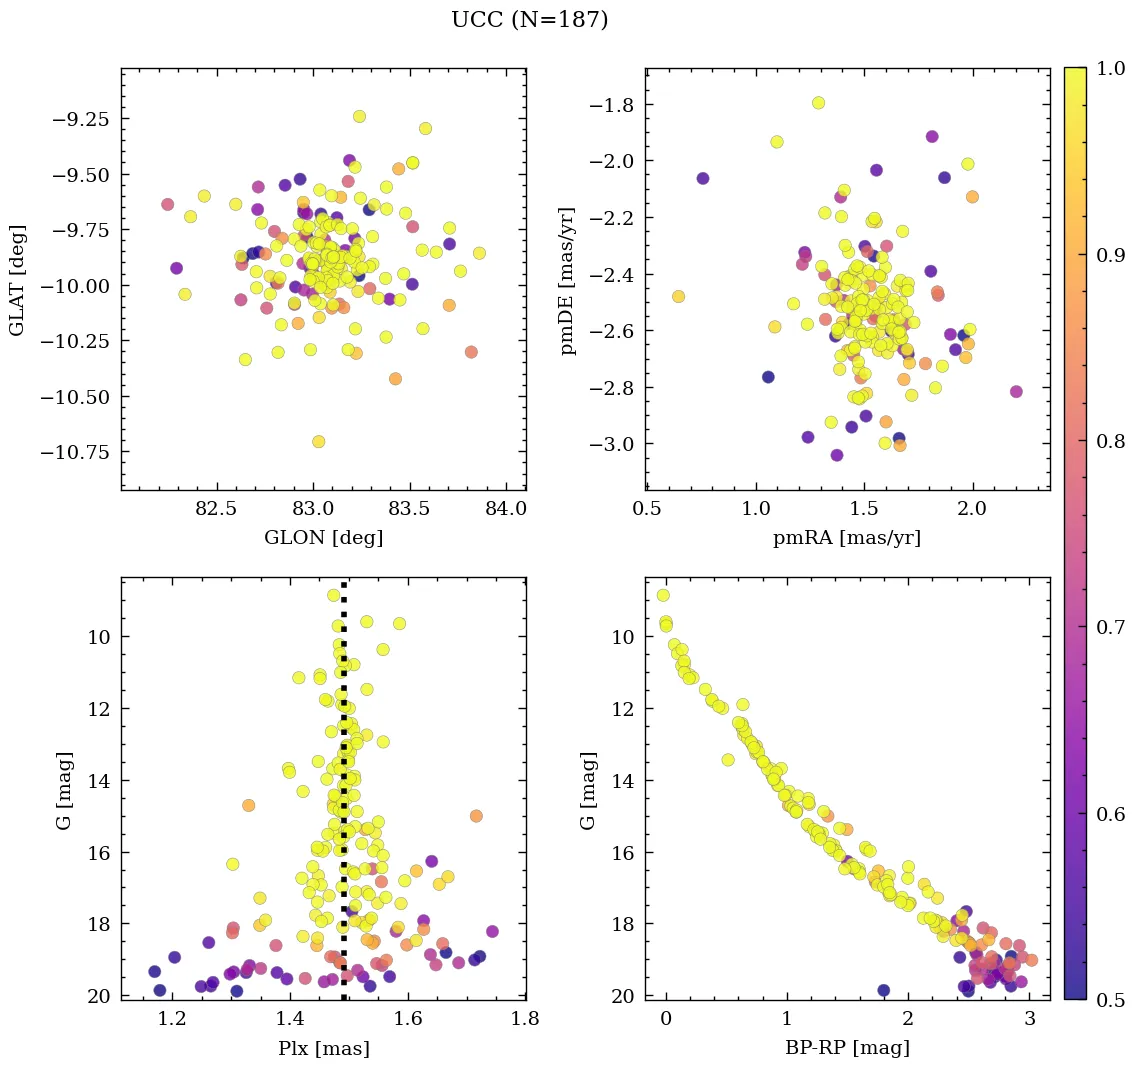 UCC (N=187)
−9.25
−9.50
−9.75
−10.00
−10.25
−10.50
−10.75
GLAT [deg]
82.5 83.0 83.5 84.0
GLON [deg]
−1.8
−2.0
−2.2
−2.4
−2.6
−2.8
−3.0
pmDE [mas/yr]
0.5 1.0 1.5 2.0
pmRA [mas/yr]
10
12
14
16
18
20
G [mag]
1.2 1.4 1.6 1.8
Plx [mas]
10
12
14
16
18
20
G [mag]
0 1 2 3
BP-RP [mag]
1.0
0.9
0.8
0.7
0.6
0.5